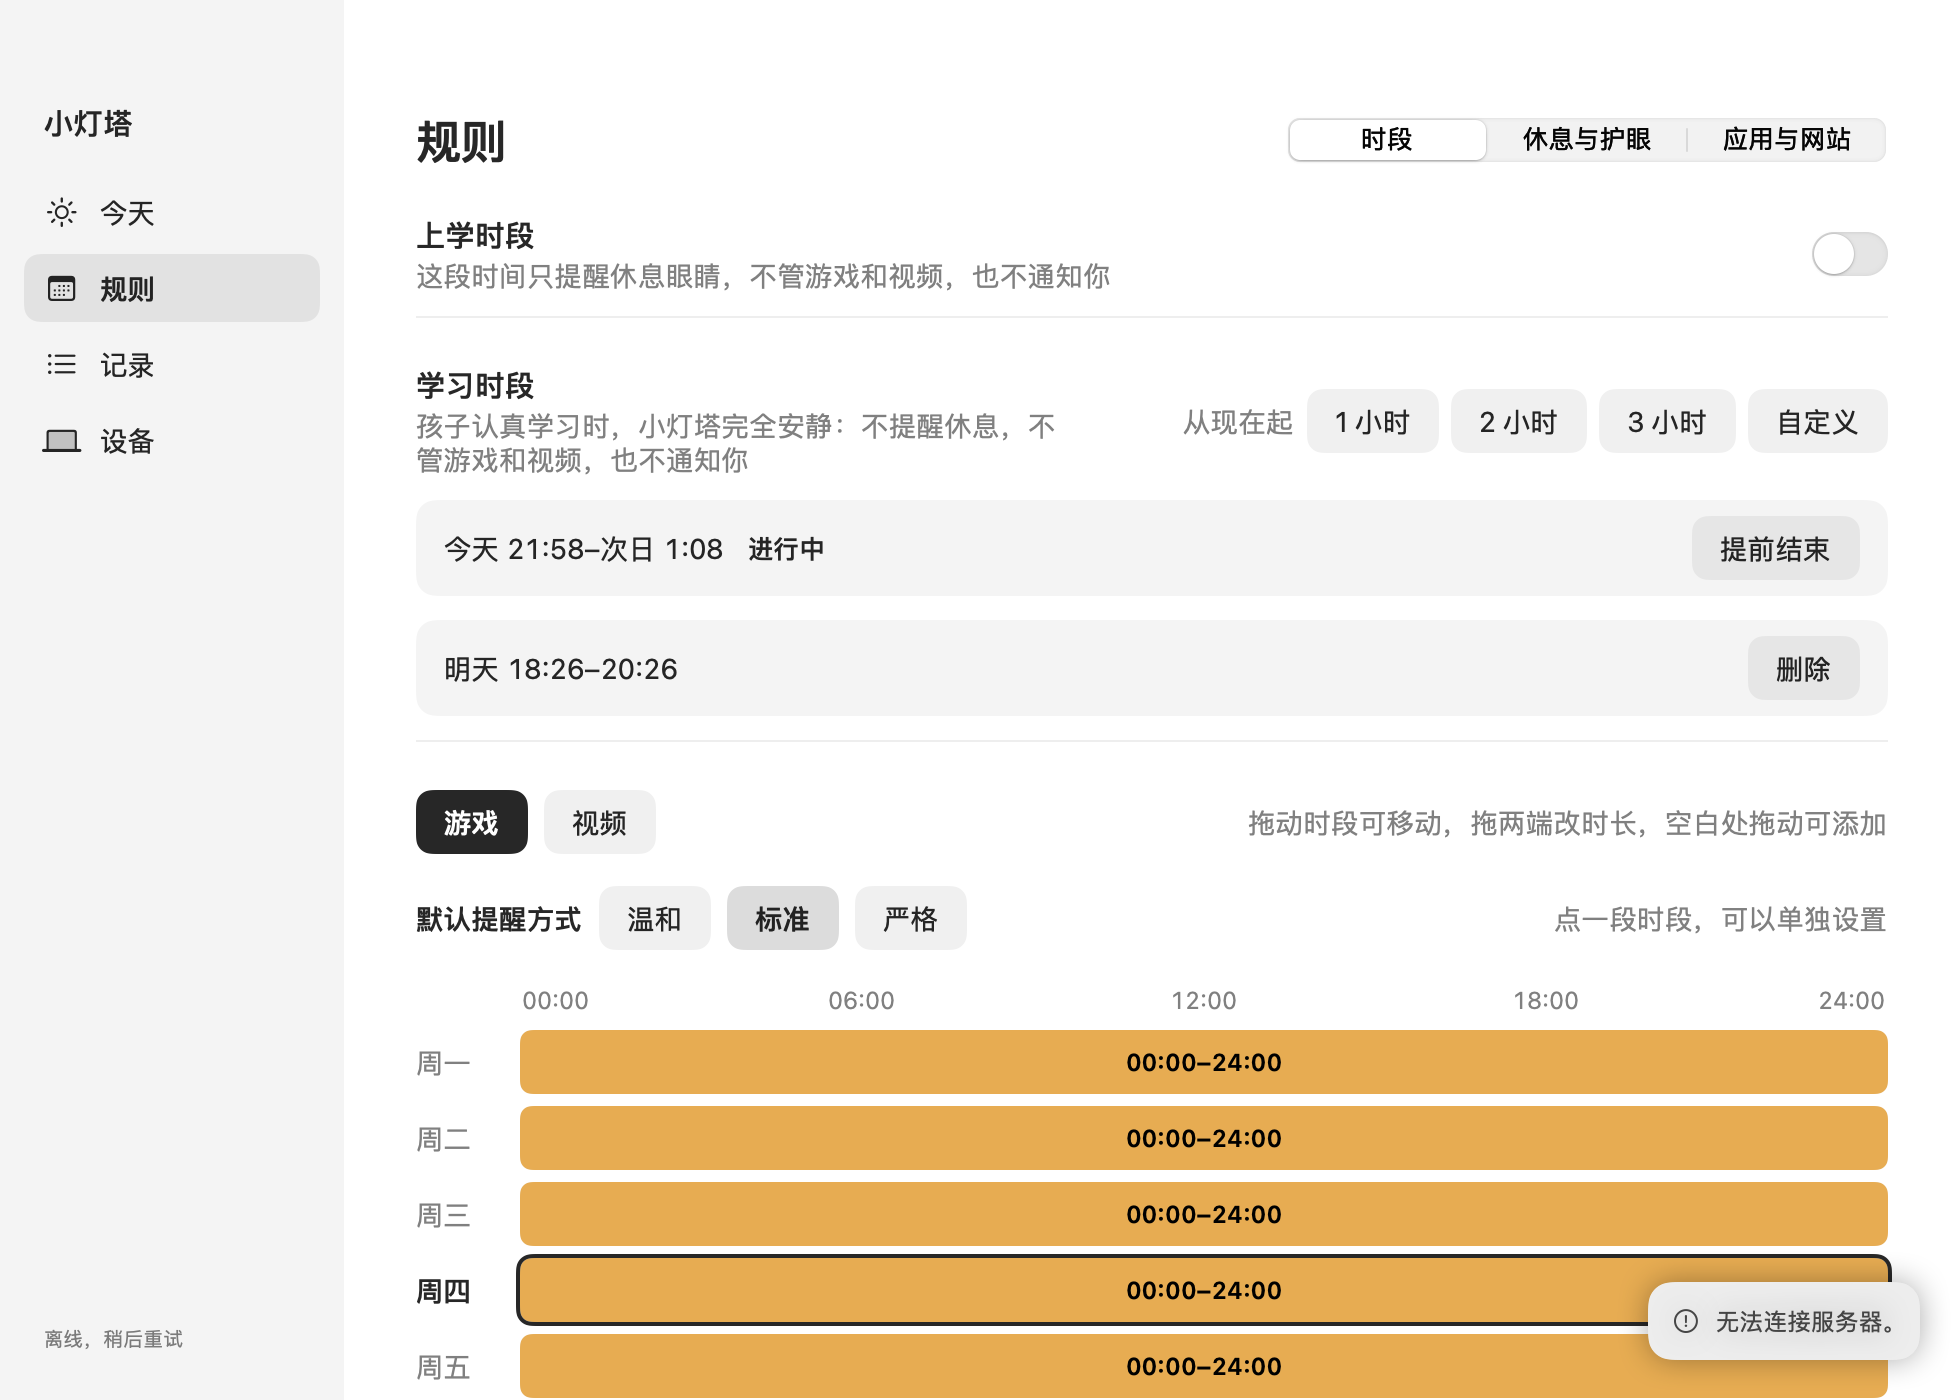 小灯塔
今天
规则
记录
设备
离线，稍后重试
规则
时段
休息与护眼
应用与网站
上学时段
这段时间只提醒休息眼睛，不管游戏和视频，也不通知你
学习时段
孩子认真学习时，小灯塔完全安静：不提醒休息，不
管游戏和视频，也不通知你
从现在起
1 小时
2 小时
3 小时
自定义
今天 21:58–次日 1:08 进行中
提前结束
明天 18:26–20:26
删除
游戏
视频
拖动时段可移动，拖两端改时长，空白处拖动可添加
默认提醒方式
温和
标准
严格
点一段时段，可以单独设置
00:00
06:00
12:00
18:00
24:00
周一
00:00–24:00
周二
00:00–24:00
周三
00:00–24:00
周四
00:00–24:00
周五
00:00–24:00
无法连接服务器。